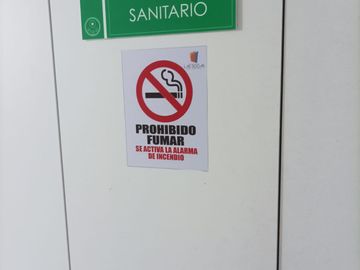 SANITARIO
PROHIBIDO
FUMAR
SE ACTIVA LA ALARMA
DE INCENDIO